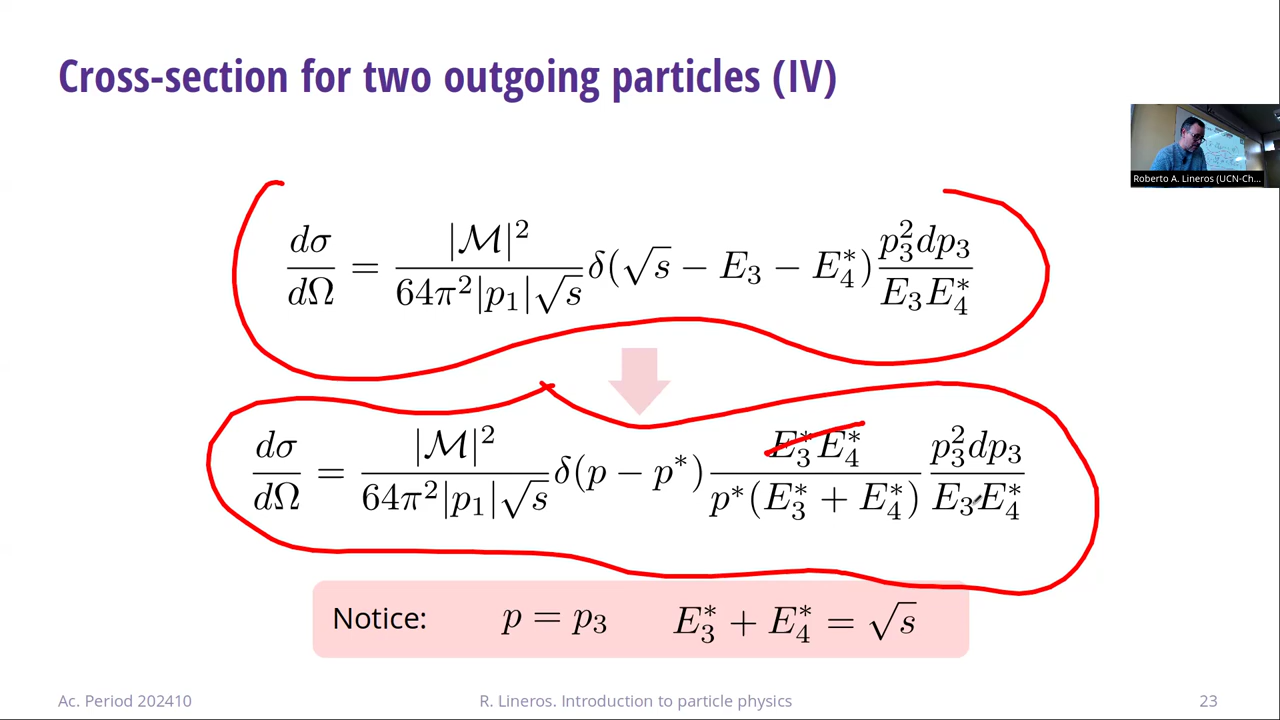 Cross-section for two outgoing particles (IV)
Roberto A. Lineros (UCN-Ch...
dσ/dΩ = |ℳ|²/(64π²|p₁|√s) δ(√s − E₃ − E₄*) p₃²dp₃/(E₃E₄*)
dσ/dΩ = |ℳ|²/(64π²|p₁|√s) δ(p − p*) E₃*E₄*/(p*(E₃* + E₄*)) p₃²dp₃/(E₃E₄*)
Notice: p = p₃ E₃* + E₄* = √s
Ac. Period 202410 R. Lineros. Introduction to particle physics 23